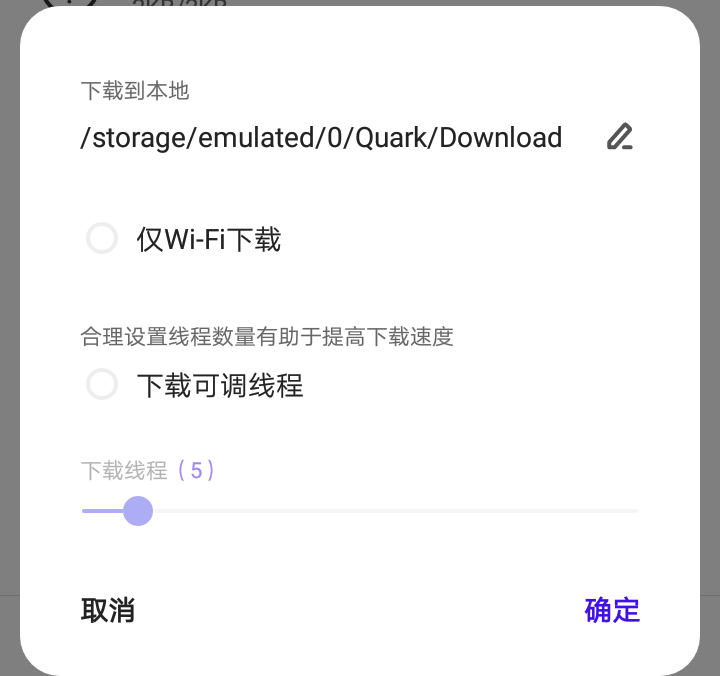 下载到本地
/storage/emulated/0/Quark/Download
仅Wi-Fi下载
合理设置线程数量有助于提高下载速度
下载可调线程
下载线程（5）
取消
确定